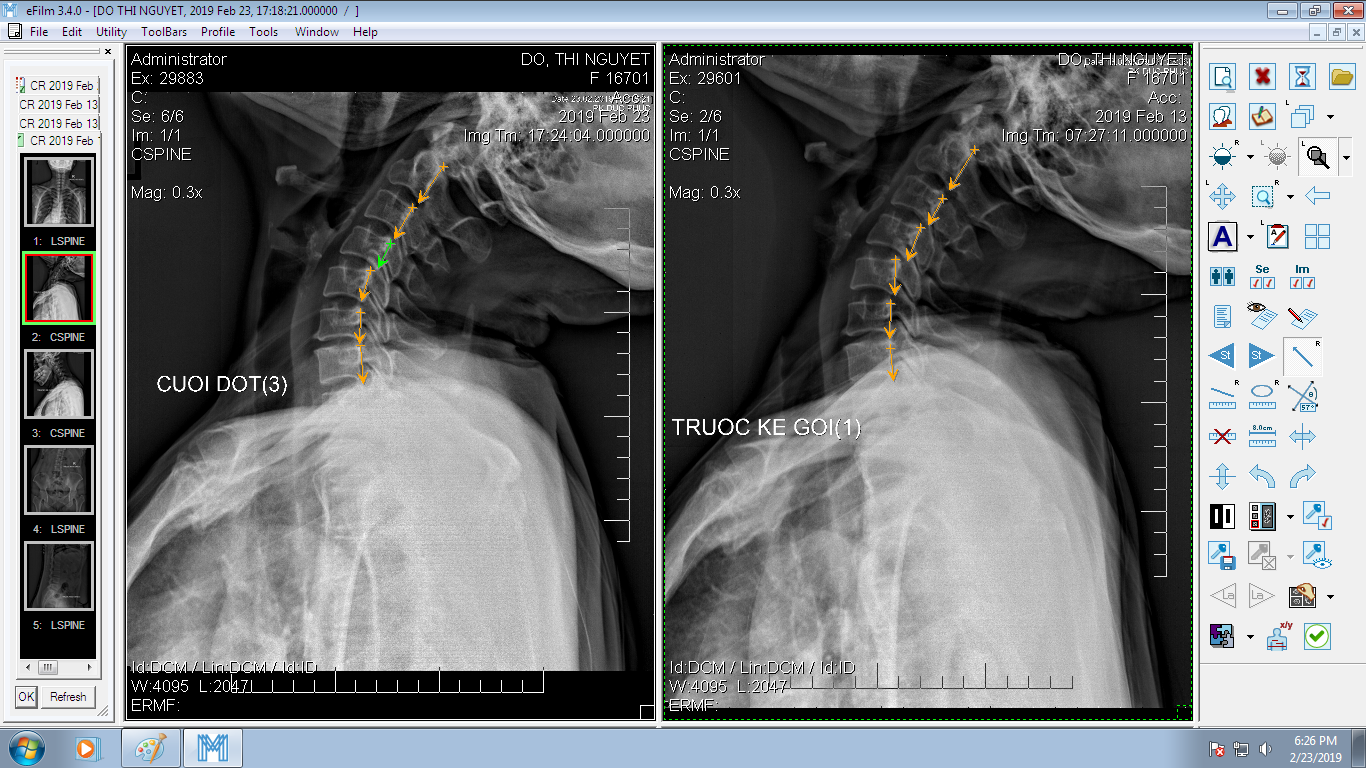 eFilm 3.4.0 - [DO THI NGUYET, 2019 Feb 23, 17:18:21.000000 / ]
File Edit Utility ToolBars Profile Tools Window Help
CR 2019 Feb
CR 2019 Feb 13
CR 2019 Feb 13
CR 2019 Feb
1: LSPINE
2: CSPINE
3: CSPINE
4: LSPINE
5: LSPINE
OK Refresh
Administrator
Ex: 29883
C:
Se: 6/6
Im: 1/1
CSPINE
Mag: 0.3x
DO, THI NGUYET
F 16701
Acc:
2019 Feb 23
Img Tm: 17:24:04.000000
CUOI DOT(3)
Id:DCM / Lin:DCM / Id:ID
W:4095 L:2047
ERMF:
Administrator
Ex: 29601
C:
Se: 2/6
Im: 1/1
CSPINE
Mag: 0.3x
DO, THI NGUYET
F 16701
Acc:
2019 Feb 13
Img Tm: 07:27:11.000000
TRUOC KE GOI(1)
Id:DCM / Lin:DCM / Id:ID
W:4095 L:2047
ERMF:
R
R
L
L
R
L
A
Se Im
St St R
R R
57°
8.0cm
La La
x/y
6:26 PM
2/23/2019